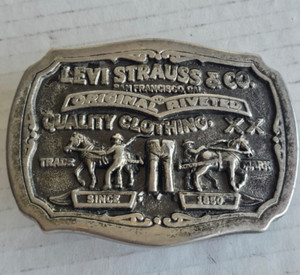 LEVI STRAUSS & CO.
SAN FRANCISCO, CAL
"ORIGINAL" RIVETED
QUALITY CLOTHING XX
TRADE MARK
SINCE 1850